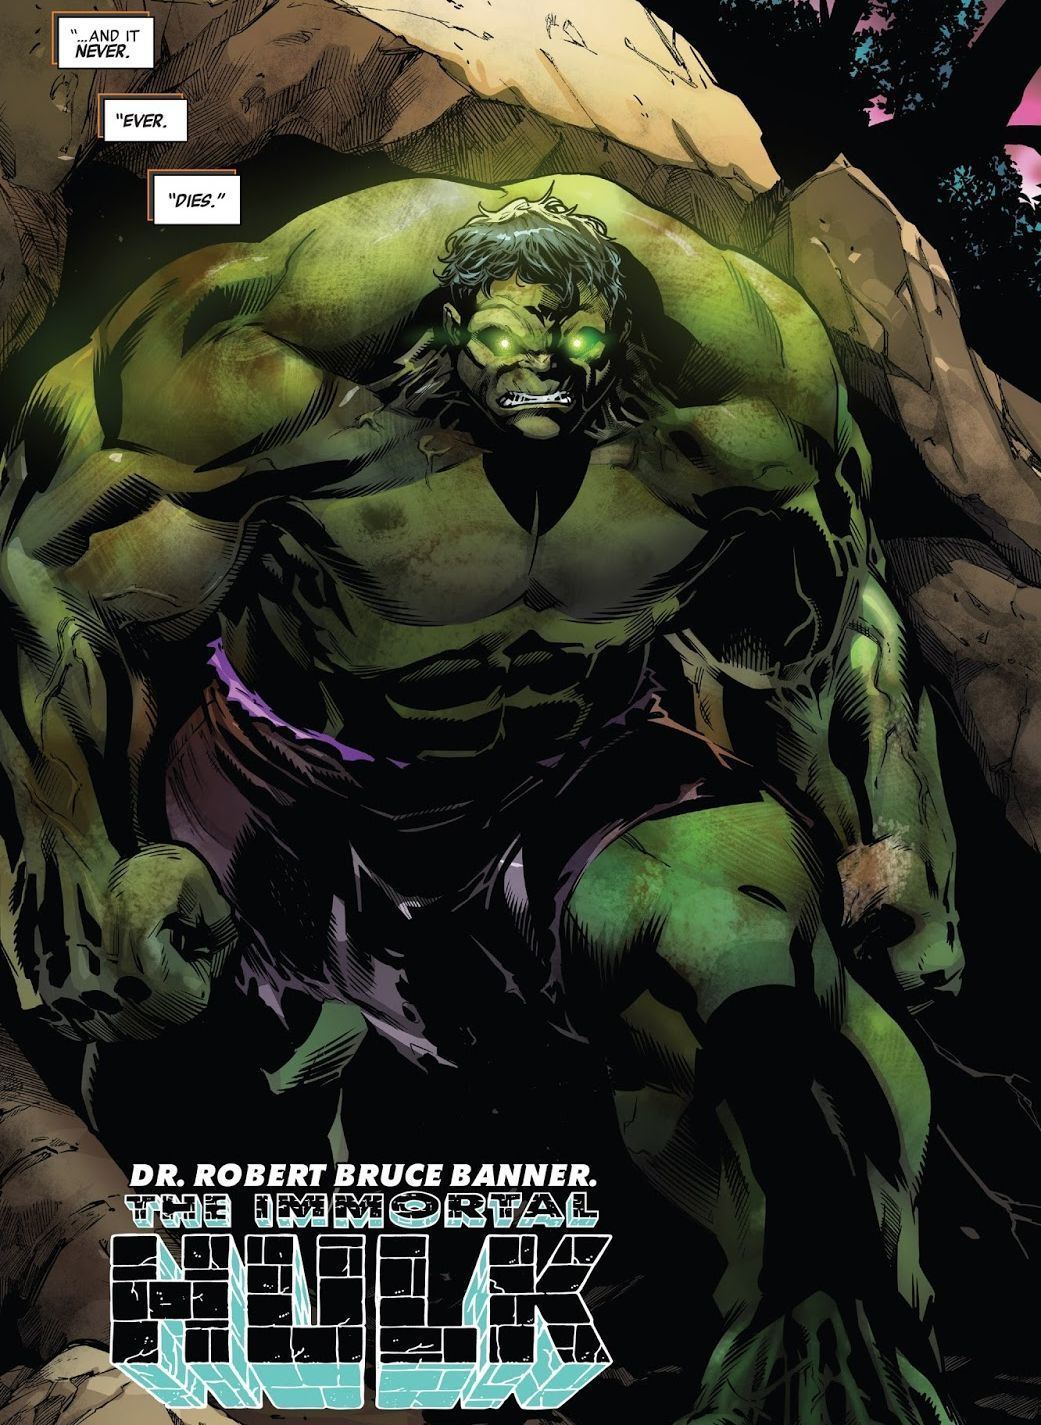 "...AND IT
NEVER.
"EVER.
"DIES."
DR. ROBERT BRUCE BANNER.
THE IMMORTAL
HULK